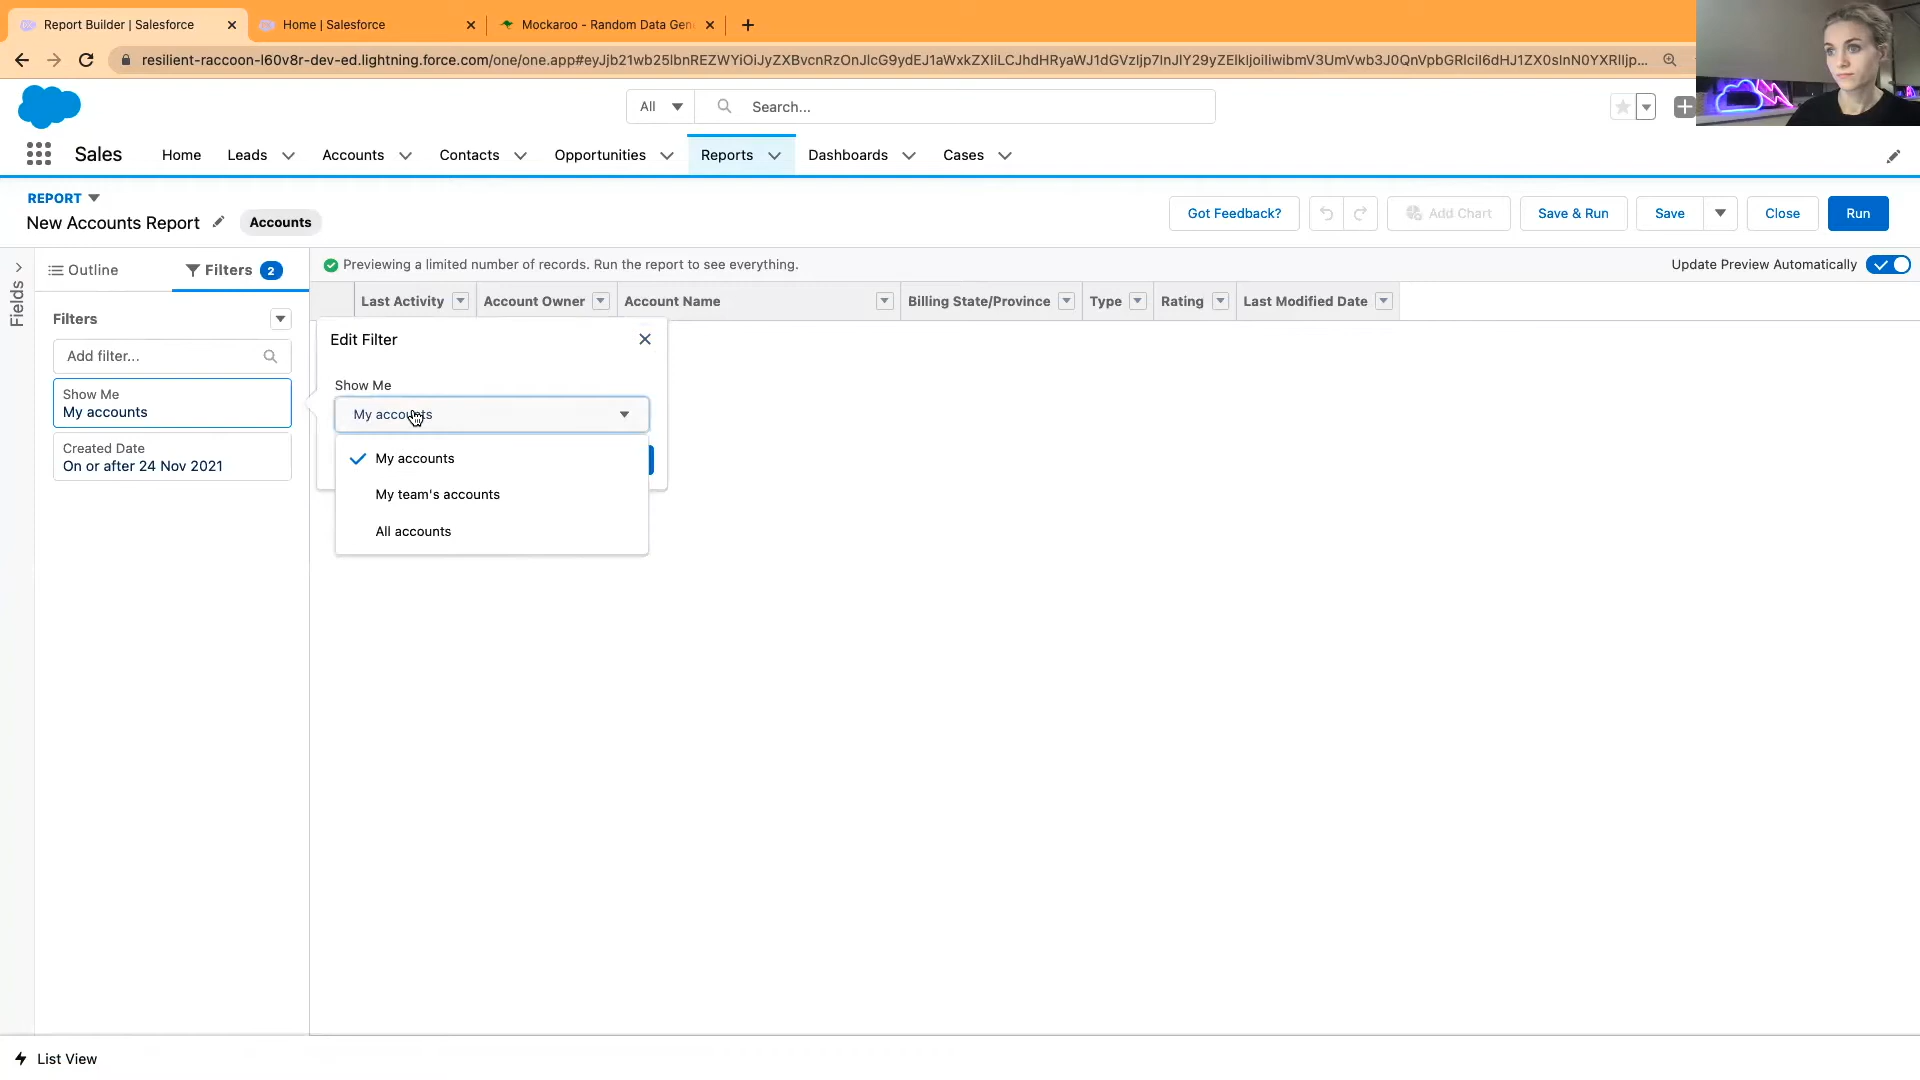 Report Builder | Salesforce
Home | Salesforce
Mockaroo - Random Data Gen
resilient-raccoon-l60v8r-dev-ed.lightning.force.com/one/one.app#
All
Search...
Sales
Home
Leads
Accounts
Contacts
Opportunities
Reports
Dashboards
Cases
REPORT
New Accounts Report
Accounts
Got Feedback?
Add Chart
Save & Run
Save
Close
Run
Fields
Outline
Filters 2
Previewing a limited number of records. Run the report to see everything.
Update Preview Automatically
Filters
Add filter...
Show Me
My accounts
Created Date
On or after 24 Nov 2021
Last Activity
Account Owner
Account Name
Billing State/Province
Type
Rating
Last Modified Date
Edit Filter
Show Me
My accounts
My accounts
My team's accounts
All accounts
List View